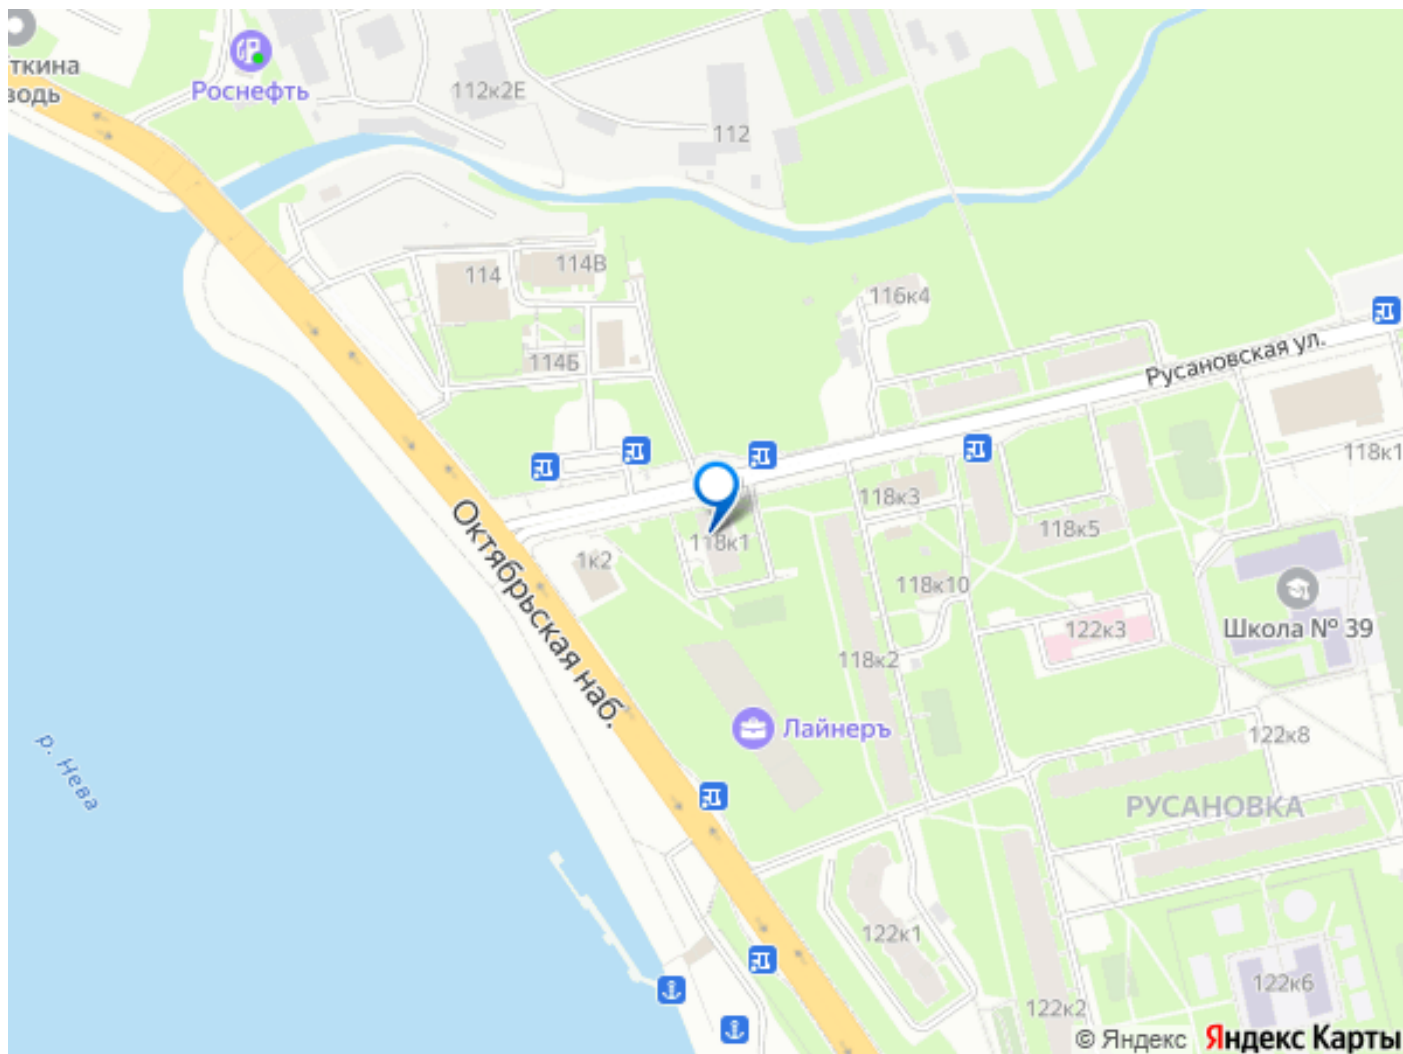 ткина
водь
Роснефть
112к2Е
112
114
114В
116к4
114Б
Русановская ул.
118к1
118к3
118к5
Октябрьская наб.
1к2
118к1
118к10
122к3
Школа № 39
118к2
Лайнеръ
122к8
р. Нева
РУСАНОВКА
122к1
122к6
122к2
© Яндекс Яндекс Карты